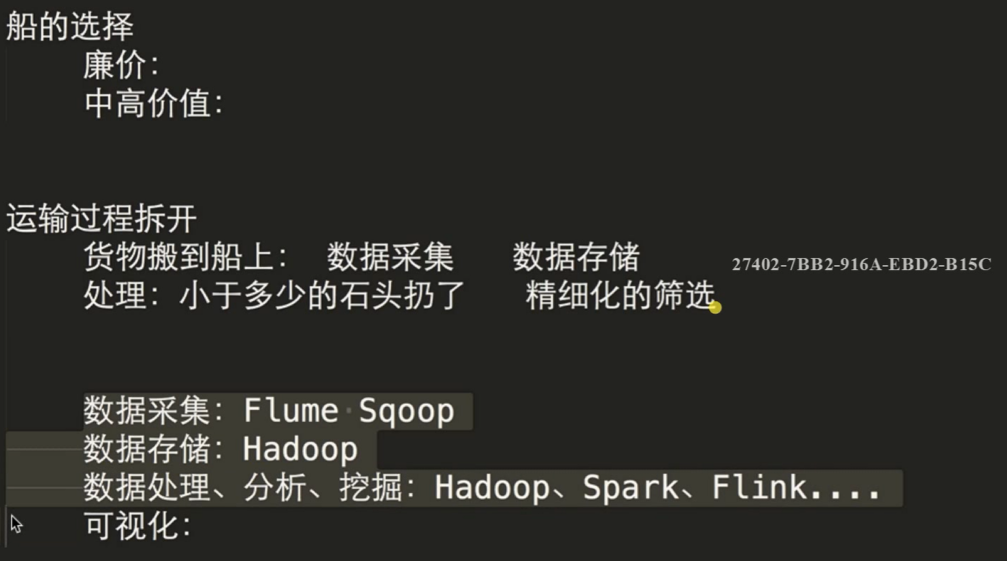 船的选择
廉价:
中高价值:
运输过程拆开
货物搬到船上: 数据采集 数据存储
27402-7BB2-916A-EBD2-B15C
处理: 小于多少的石头扔了 精细化的筛选
数据采集: Flume Sqoop
数据存储: Hadoop
数据处理、分析、挖掘: Hadoop、Spark、Flink....
可视化: